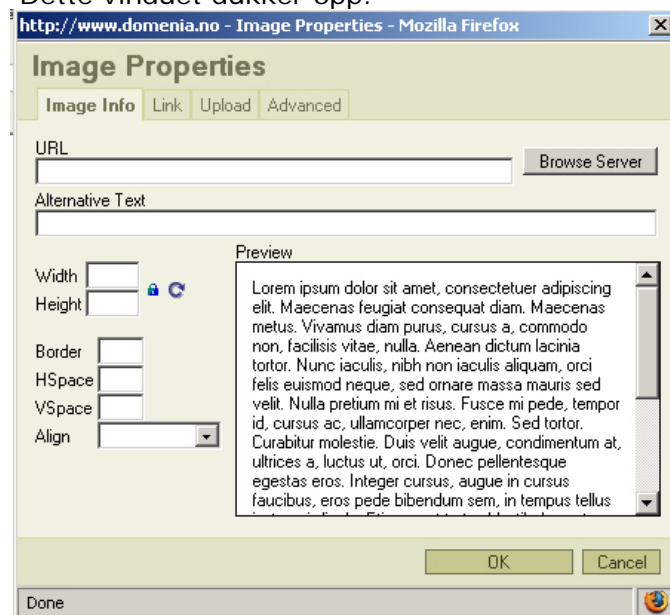 Dette vinduet dukker opp:
http://www.domenia.no - Image Properties - Mozilla Firefox
Image Properties
Image Info Link Upload Advanced
URL
Browse Server
Alternative Text
Preview
Width
Height
Border
HSpace
VSpace
Align
Lorem ipsum dolor sit amet, consectetuer adipiscing
elit. Maecenas feugiat consequat diam. Maecenas
metus. Vivamus diam purus, cursus a, commodo
non, facilisis vitae, nulla. Aenean dictum lacinia
tortor. Nunc iaculis, nibh non iaculis aliquam, orci
felis euismod neque, sed ornare massa mauris sed
velit. Nulla pretium mi et risus. Fusce mi pede, tempor
id, cursus ac, ullamcorper nec, enim. Sed tortor.
Curabitur molestie. Duis velit augue, condimentum at,
ultrices a, luctus ut, orci. Donec pellentesque
egestas eros. Integer cursus, augue in cursus
faucibus, eros pede bibendum sem, in tempus tellus
OK Cancel
Done